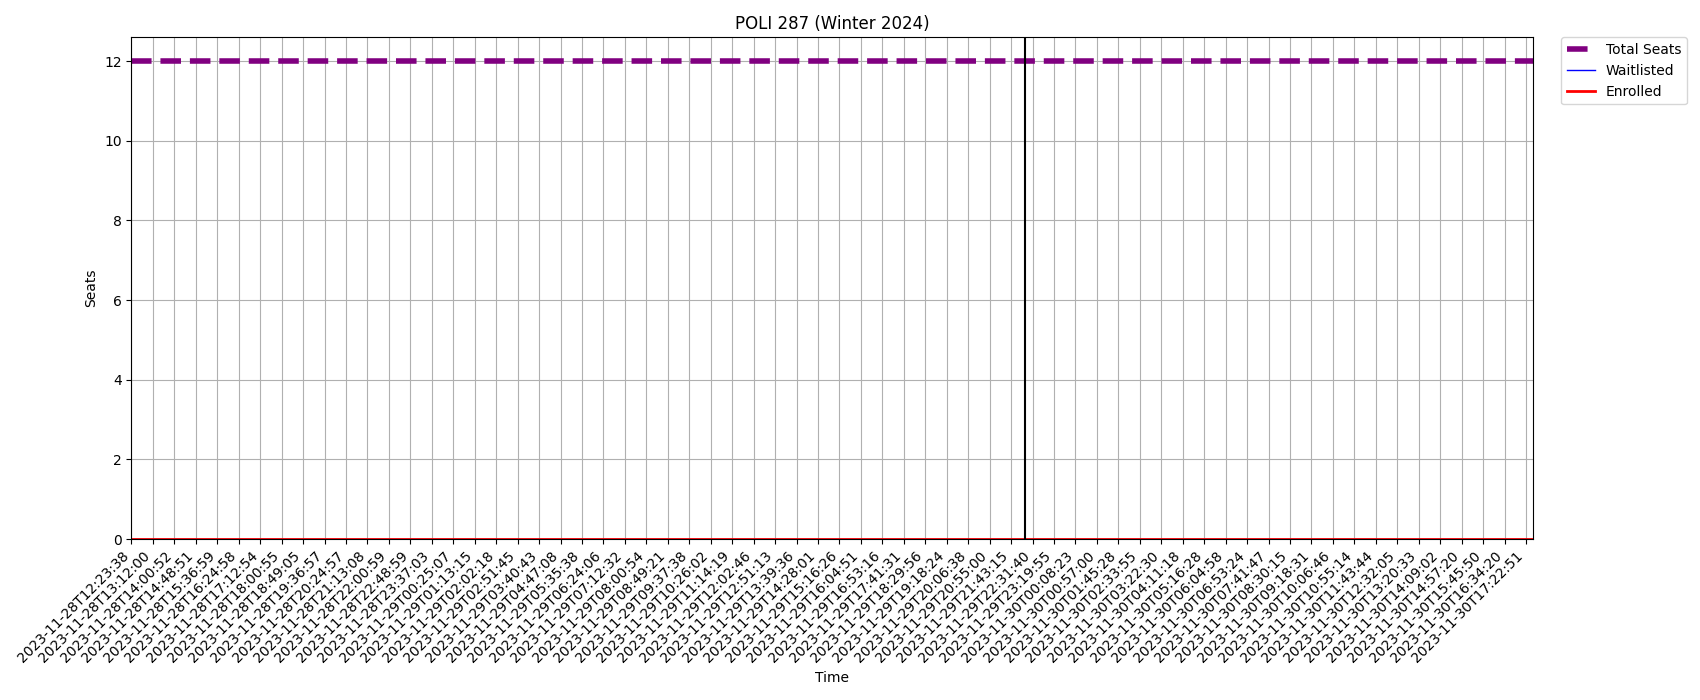 POLI 287 (Winter 2024)
Total Seats
Waitlisted
Enrolled
12
10
8
6
4
2
0
Seats
2023-11-28T12:23:38
2023-11-28T13:12:00
2023-11-28T14:00:52
2023-11-28T14:48:51
2023-11-28T15:36:59
2023-11-28T16:24:58
2023-11-28T17:12:54
2023-11-28T18:00:55
2023-11-28T18:49:05
2023-11-28T19:36:57
2023-11-28T20:24:57
2023-11-28T21:13:08
2023-11-28T22:00:59
2023-11-28T22:48:59
2023-11-28T23:37:03
2023-11-29T00:25:07
2023-11-29T01:13:15
2023-11-29T02:02:18
2023-11-29T02:51:45
2023-11-29T03:40:43
2023-11-29T04:47:08
2023-11-29T05:35:38
2023-11-29T06:24:06
2023-11-29T07:12:32
2023-11-29T08:00:54
2023-11-29T08:49:21
2023-11-29T09:37:38
2023-11-29T10:26:02
2023-11-29T11:14:19
2023-11-29T12:02:46
2023-11-29T12:51:13
2023-11-29T13:39:36
2023-11-29T14:28:01
2023-11-29T15:16:26
2023-11-29T16:04:51
2023-11-29T16:53:16
2023-11-29T17:41:31
2023-11-29T18:29:56
2023-11-29T19:18:24
2023-11-29T20:06:38
2023-11-29T20:55:00
2023-11-29T21:43:15
2023-11-29T22:31:40
2023-11-29T23:19:55
2023-11-30T00:08:23
2023-11-30T00:57:00
2023-11-30T01:45:28
2023-11-30T02:33:55
2023-11-30T03:22:30
2023-11-30T04:11:18
2023-11-30T05:16:28
2023-11-30T06:04:58
2023-11-30T06:53:24
2023-11-30T07:41:47
2023-11-30T08:30:15
2023-11-30T09:18:31
2023-11-30T10:06:46
2023-11-30T10:55:14
2023-11-30T11:43:44
2023-11-30T12:32:05
2023-11-30T13:20:33
2023-11-30T14:09:02
2023-11-30T14:57:20
2023-11-30T15:45:50
2023-11-30T16:34:20
2023-11-30T17:22:51
Time